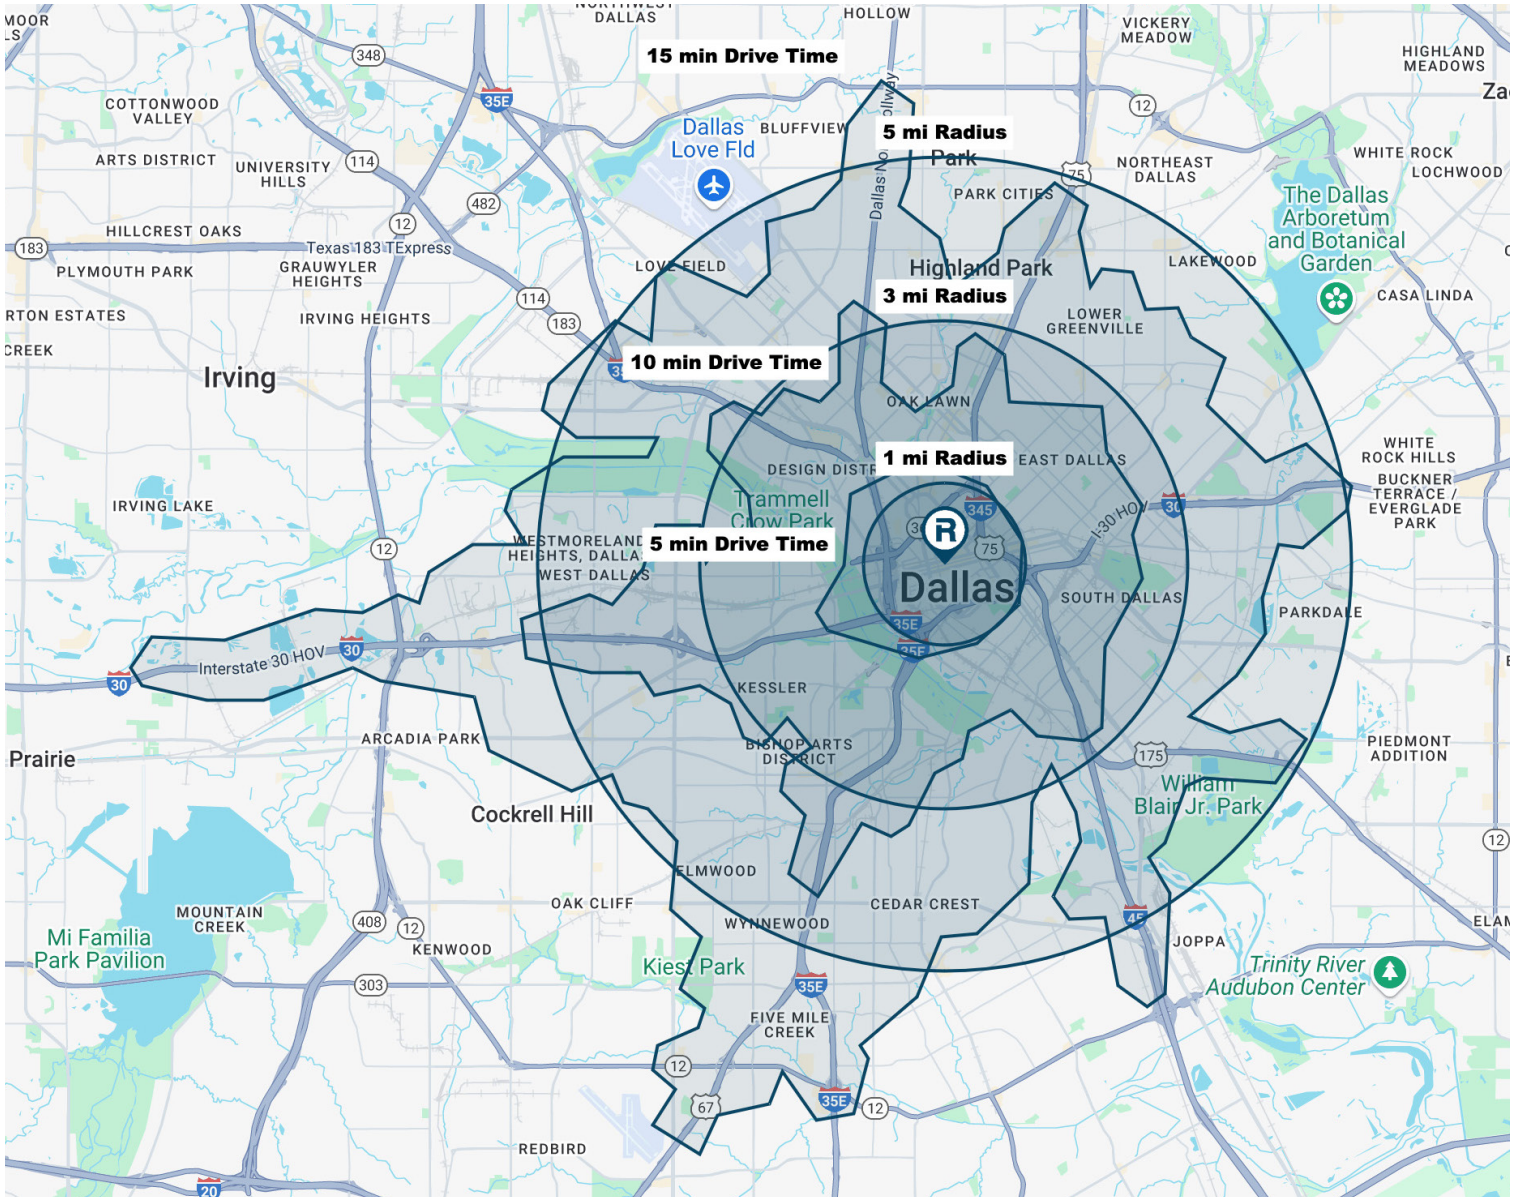 MOOR
LS
NORTHWEST
DALLAS
HOLLOW
VICKERY
MEADOW
HIGHLAND
MEADOWS
348
15 min Drive Time
35E
COTTONWOOD
VALLEY
12
Dallas
Love Fld
BLUFFVIEW
5 mi Radius
Park
ARTS DISTRICT
UNIVERSITY
HILLS
114
75
NORTHEAST
DALLAS
WHITE ROCK
LOCHWOOD
482
PARK CITIES
The Dallas
Arboretum
and Botanical
Garden
12
HILLCREST OAKS
183
Texas 183 TExpress
PLYMOUTH PARK
GRAUWYLER
HEIGHTS
LOVE FIELD
Highland Park
LAKEWOOD
114
3 mi Radius
CASA LINDA
RTON ESTATES
IRVING HEIGHTS
183
LOWER
GREENVILLE
CREEK
Irving
35
10 min Drive Time
OAK LAWN
WHITE
ROCK HILLS
1 mi Radius
EAST DALLAS
DESIGN DISTR
BUCKNER
TERRACE /
EVERGLADE
PARK
IRVING LAKE
Trammell
Crow Park
345
I-30 HOV
30
R
3
75
12
WESTMORELAND
HEIGHTS, DALLA
5 min Drive Time
WEST DALLAS
Dallas
SOUTH DALLAS
PARKDALE
35E
35E
30
Interstate 30 HOV
30
KESSLER
ARCADIA PARK
BISHOP ARTS
DISTRICT
175
PIEDMONT
ADDITION
Prairie
William
Blair Jr. Park
Cockrell Hill
12
ELMWOOD
OAK CLIFF
CEDAR CREST
MOUNTAIN
CREEK
408
12
WYNNEWOOD
45
ELAM
Mi Familia
Park Pavilion
KENWOOD
JOPPA
Kiest Park
Trinity River
Audubon Center
303
35E
FIVE MILE
CREEK
12
67
35E
12
REDBIRD
20